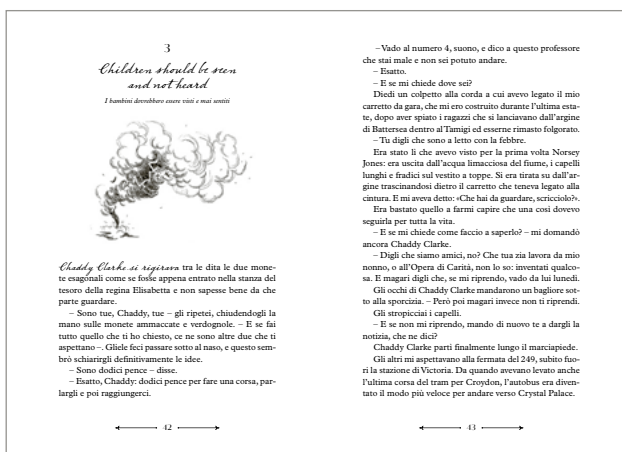 3
Children should be seen
and not heard
I bambini dovrebbero essere visti e mai sentiti
Chaddy Clarke si rigirava tra le dita le due mone-
te esagonali come se fosse appena entrato nella stanza del
tesoro della regina Elisabetta e non sapesse bene da che
parte guardare.
– Sono tue, Chaddy, tue – gli ripetei, chiudendogli la
mano sulle monete ammaccate e verdognole. – E se fai
tutto quello che ti ho chiesto, ce ne sono altre due che ti
aspettano –. Gliele feci passare sotto al naso, e questo sem-
brò schiarirgli definitivamente le idee.
– Sono dodici pence – disse.
– Esatto, Chaddy: dodici pence per fare una corsa, par-
largli e poi raggiungerci.
42
– Vado al numero 4, suono, e dico a questo professore
che stai male e non sei potuto andare.
– Esatto.
– E se mi chiede dove sei?
Diedi un colpetto alla corda a cui avevo legato il mio
carretto da gara, che mi ero costruito durante l'ultima esta-
te, dopo aver spiato i ragazzi che si lanciavano dall'argine
di Battersea dentro al Tamigi ed esserne rimasto folgorato.
– Tu digli che sono a letto con la febbre.
Era stato lì che avevo visto per la prima volta Norsey
Jones: era uscita dall'acqua limacciosa del fiume, i capelli
lunghi e fradici sul vestito a toppe. Si era tirata su dall'ar-
gine trascinandosi dietro il carretto che teneva legato alla
cintura. E mi aveva detto: «Che hai da guardare, scricciolo?».
Era bastato quello a farmi capire che una così dovevo
seguirla per tutta la vita.
– E se mi chiede come faccio a saperlo? – mi domandò
ancora Chaddy Clarke.
– Digli che siamo amici, no? Che tua zia lavora da mio
nonno, o all'Opera di Carità, non lo so: inventati qualco-
sa. E magari digli che, se mi riprendo, vado da lui lunedì.
Gli occhi di Chaddy Clarke mandarono un bagliore sot-
to alla sporcizia. – Però poi magari invece non ti riprendi.
Gli stropicciai i capelli.
– E se non mi riprendo, mando di nuovo te a dargli la
notizia, che ne dici?
Chaddy Clarke partì finalmente lungo il marciapiede.
Gli altri mi aspettavano alla fermata del 249, subito fuo-
ri la stazione di Victoria. Da quando avevano levato anche
l'ultima corsa del tram per Croydon, l'autobus era diven-
tato il modo più veloce per andare verso Crystal Palace.
43